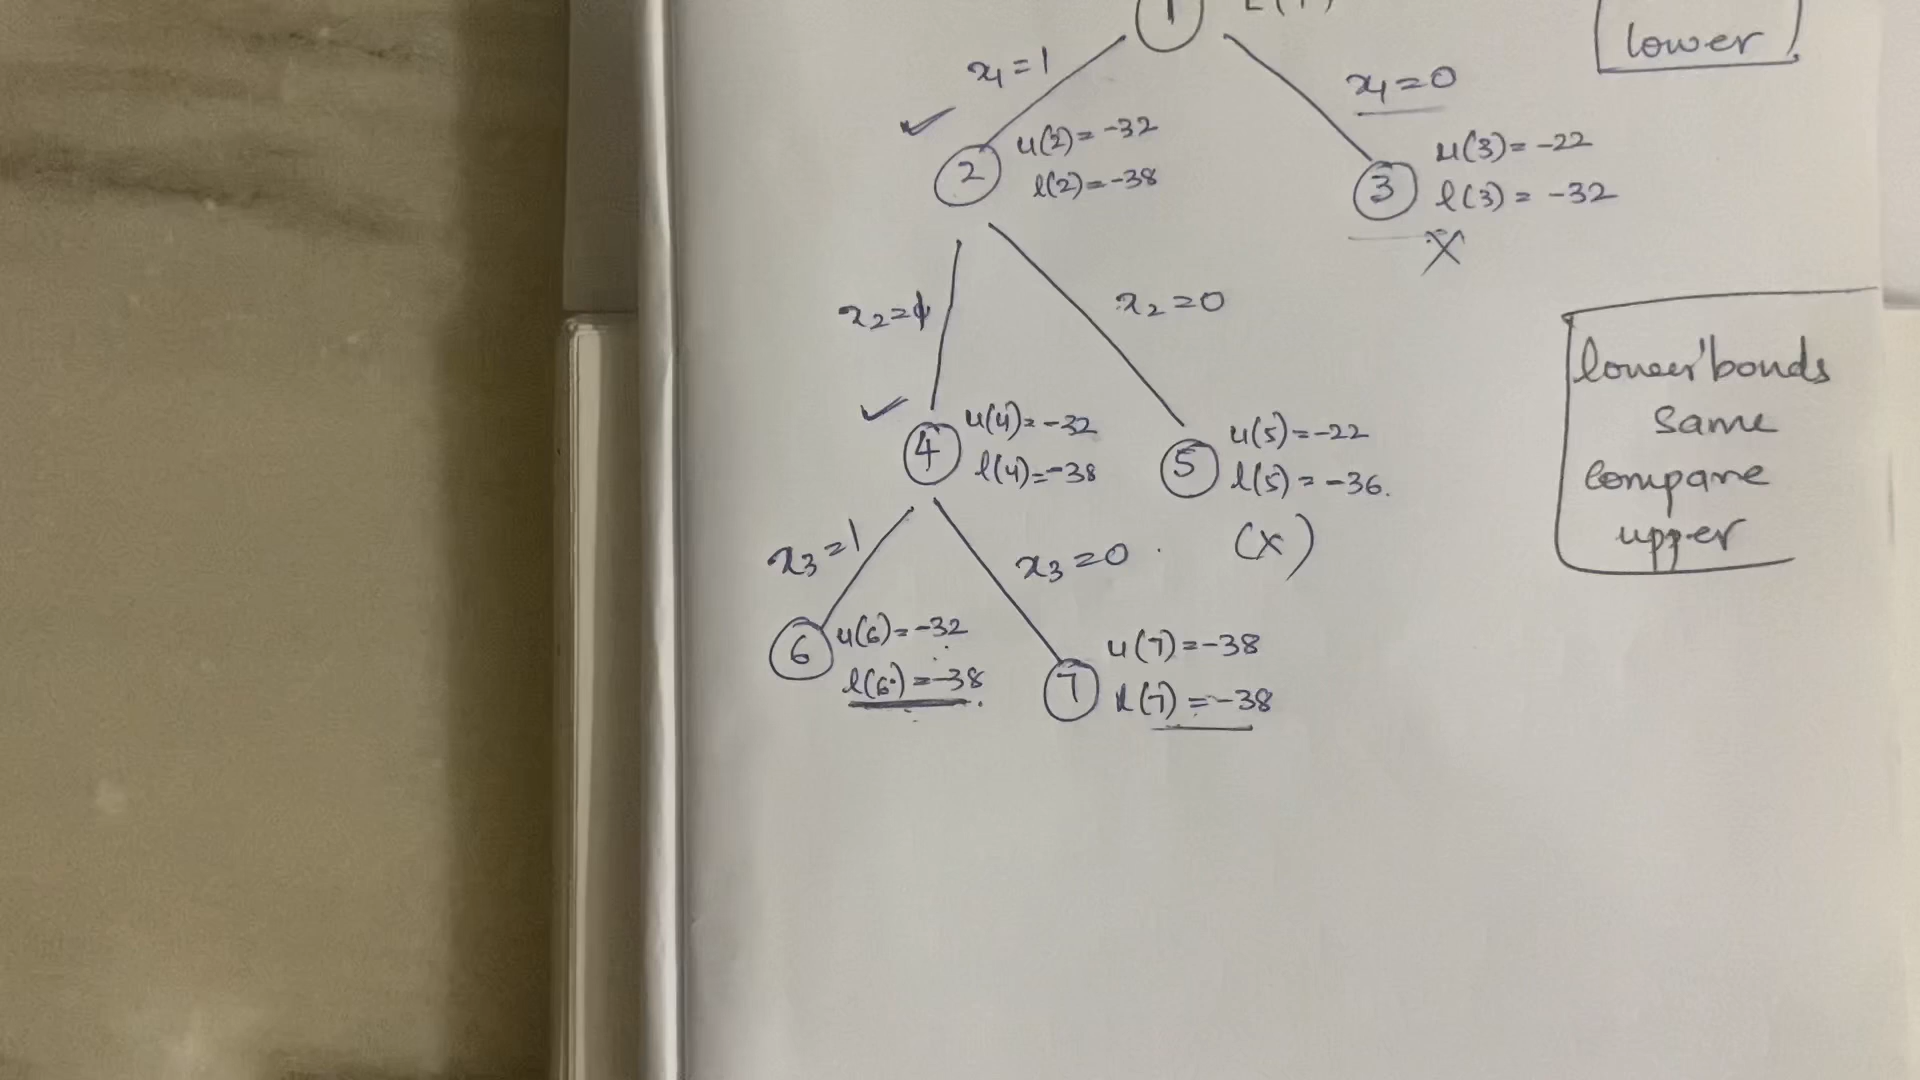 1
lower
x₁=1
x₁=0
2
u(2)=-32
l(2)=-38
3
u(3)=-22
l(3)=-32
X
x₂=1
x₂=0
4
u(4)=-32
l(4)=-38
5
u(5)=-22
l(5)=-36.
(x)
lower bonds
same
compare
upper
x₃=1
x₃=0
6
u(6)=-32
l(6)=-38
7
u(7)=-38
l(7)=-38